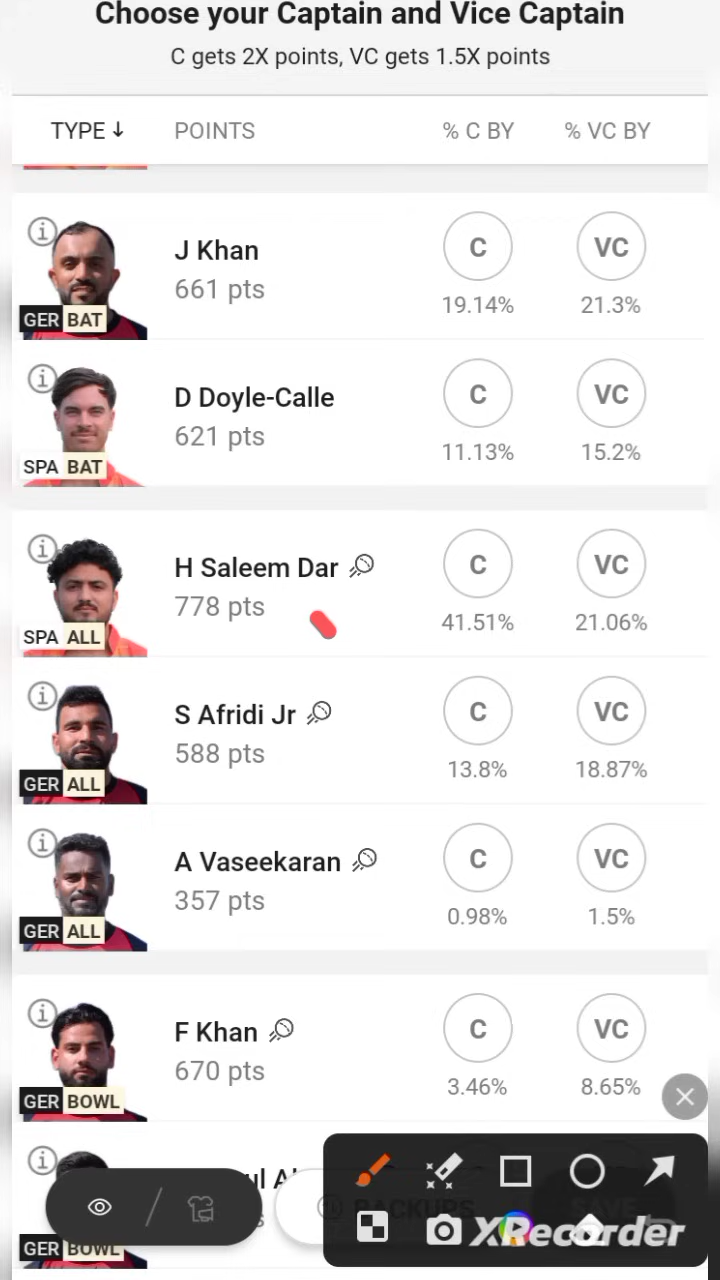 Choose your Captain and Vice Captain
C gets 2X points, VC gets 1.5X points
TYPE ↓ POINTS % C BY % VC BY
J Khan
661 pts
C VC
19.14% 21.3%
GER BAT
D Doyle-Calle
621 pts
C VC
11.13% 15.2%
SPA BAT
H Saleem Dar
778 pts
C VC
41.51% 21.06%
SPA ALL
S Afridi Jr
588 pts
C VC
13.8% 18.87%
GER ALL
A Vaseekaran
357 pts
C VC
0.98% 1.5%
GER ALL
F Khan
670 pts
C VC
3.46% 8.65%
GER BOWL
BACKUPS
SAVE
GER BOWL
XRecorder